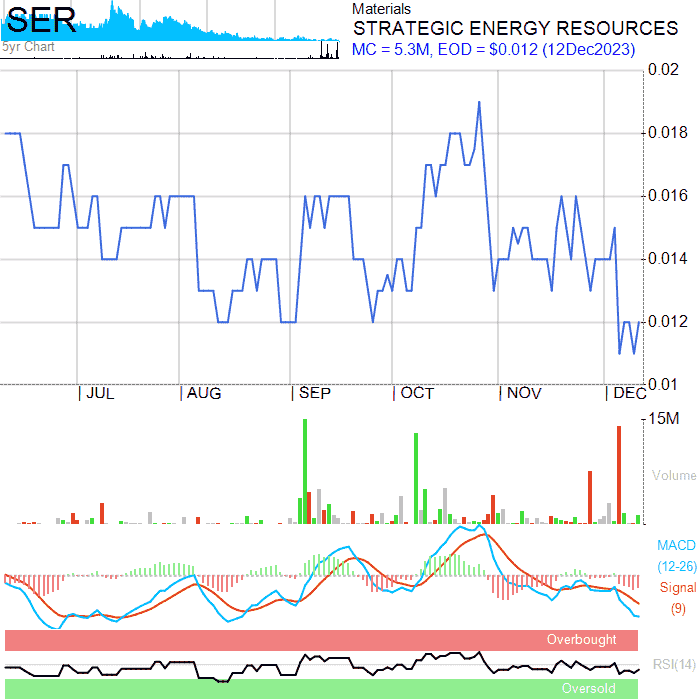 SER
5yr Chart
Materials
STRATEGIC ENERGY RESOURCES
MC = 5.3M, EOD = $0.012 (12Dec2023)
0.02
0.018
0.016
0.014
0.012
0.01
JUL AUG SEP OCT NOV DEC
15M
Volume
MACD
(12-26)
Signal
(9)
Overbought
RSI(14)
Oversold